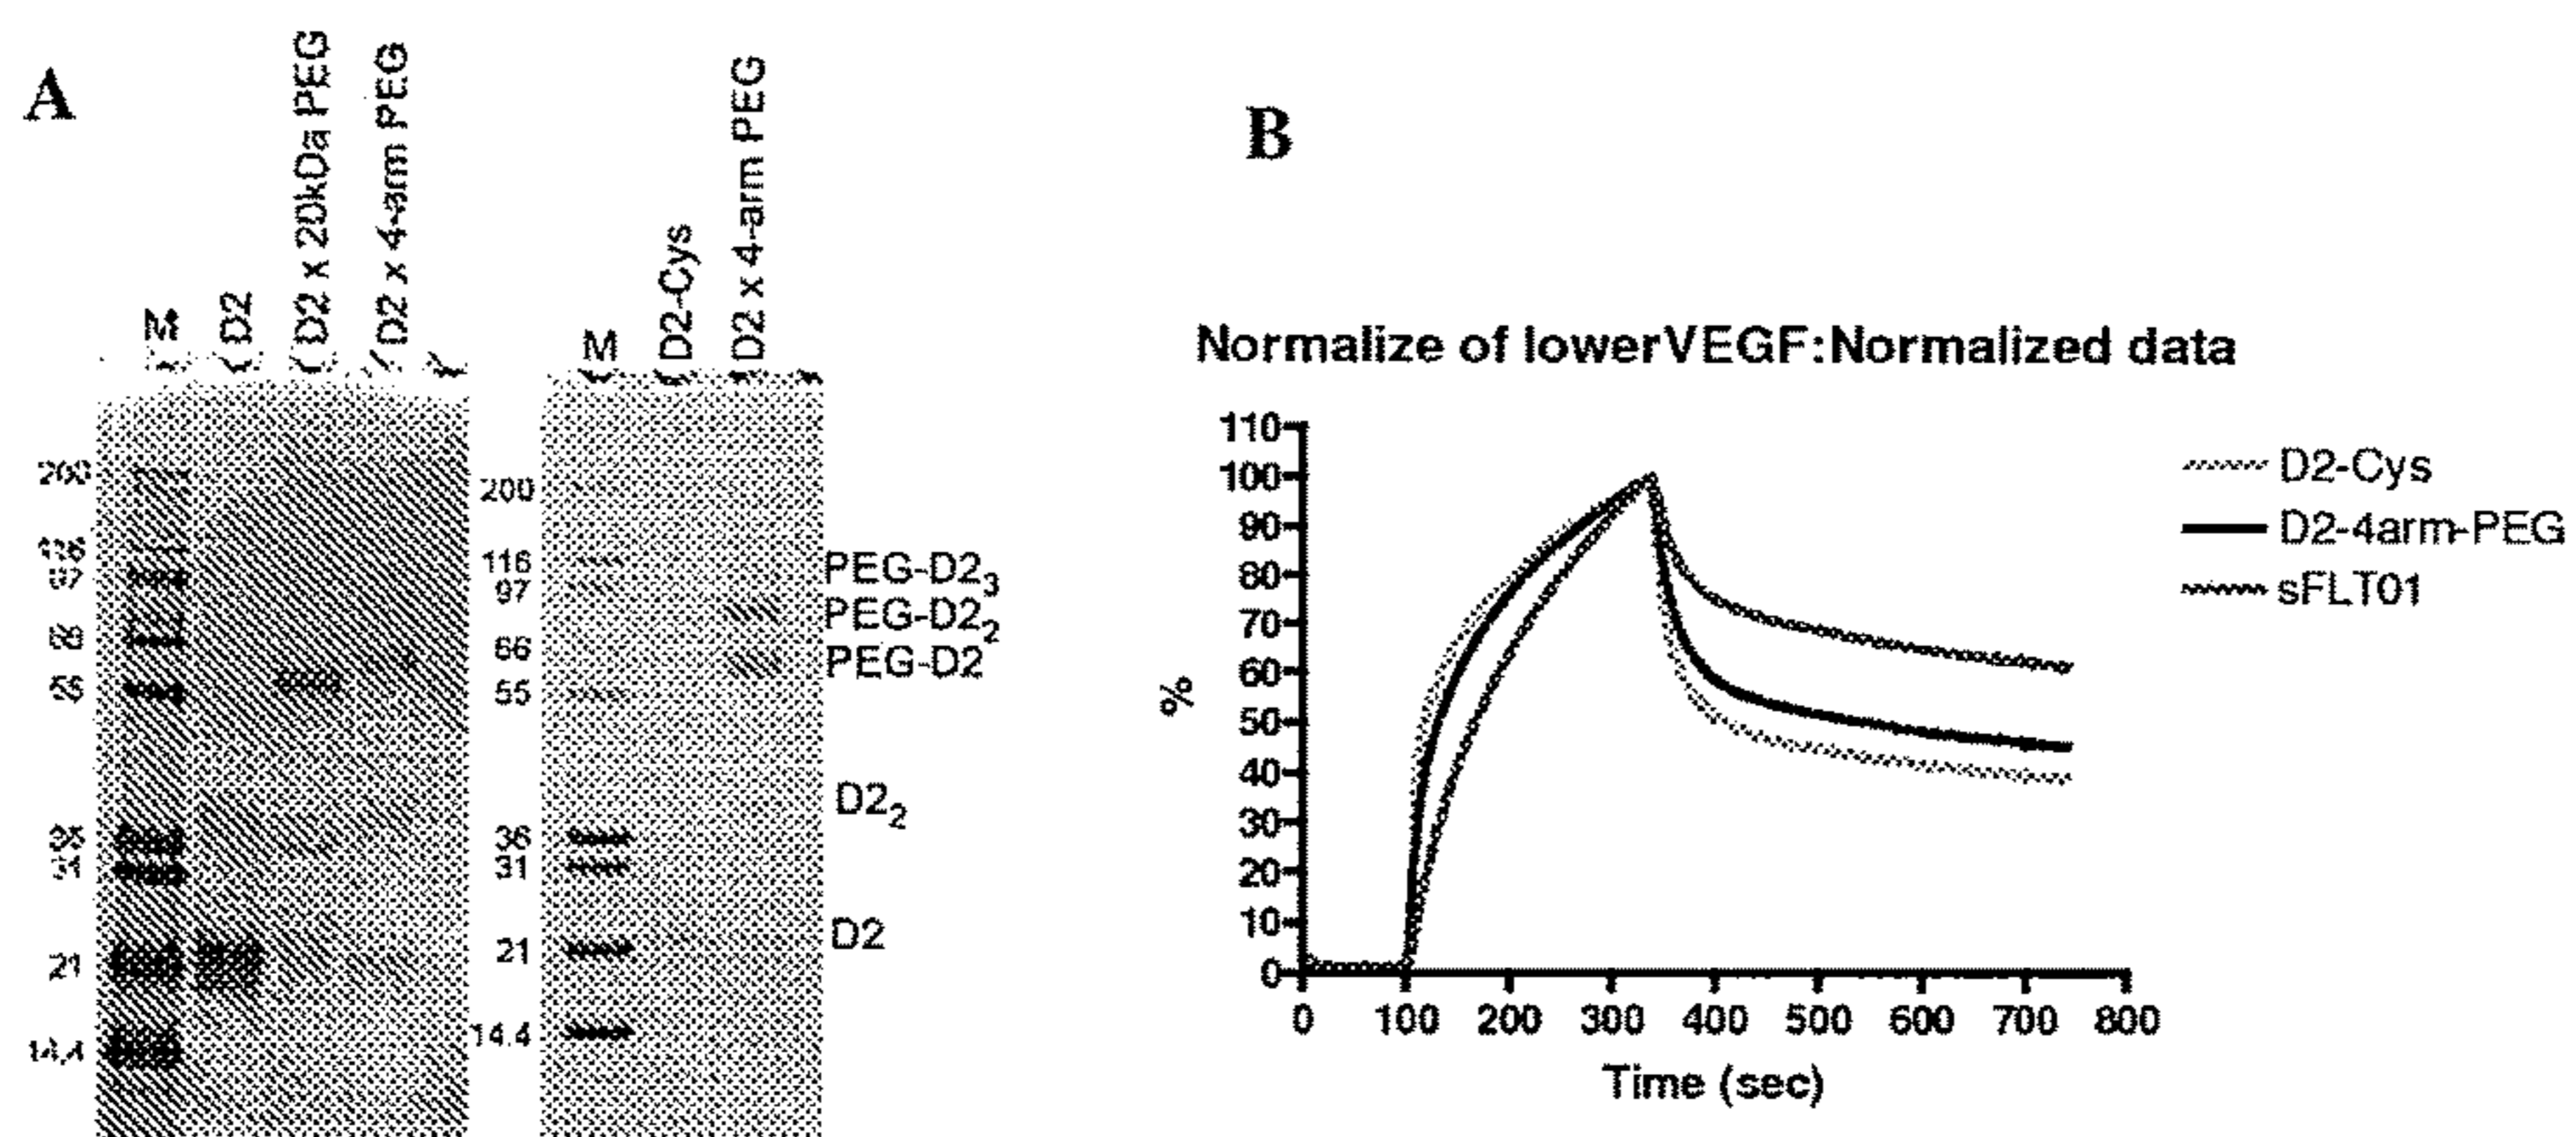 A
M
D2
D2 x 20kDa PEG
D2 x 4-arm PEG
200
116
97
66
55
36
31
21
14.4
M
D2-Cys
D2 x 4-arm PEG
200
116
97
66
55
36
31
21
14.4
PEG-D2₃
PEG-D2₂
PEG-D2
D2₂
D2
B
Normalize of lowerVEGF:Normalized data
110
100
90
80
70
60
50
40
30
20
10
0
%
0 100 200 300 400 500 600 700 800
Time (sec)
D2-Cys
D2-4arm-PEG
sFLT01